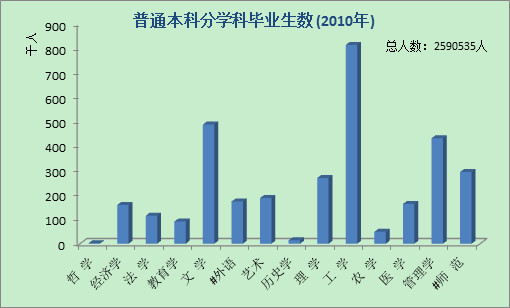 普通本科分学科毕业生数 (2010年)
总人数：2590535人
千人
900
800
700
600
500
400
300
200
100
0
哲 学
经济学
法 学
教育学
文 学
#外语
艺术
历史学
理 学
工 学
农 学
医 学
管理学
#师 范